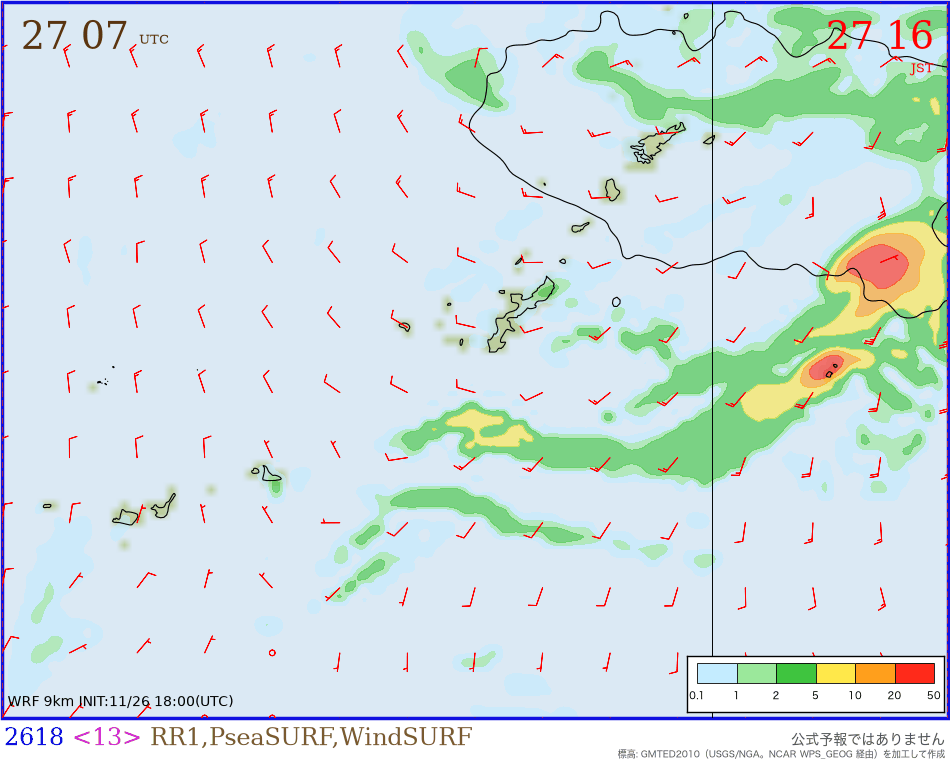 27 07 UTC
27 16
JST
0.1 1 2 5 10 20 50
WRF 9km INIT:11/26 18:00(UTC)
2618 <13> RR1,PseaSURF,WindSURF
公式予報ではありません
標高: GMTED2010（USGS/NGA。NCAR WPS_GEOG 経由）を加工して作成